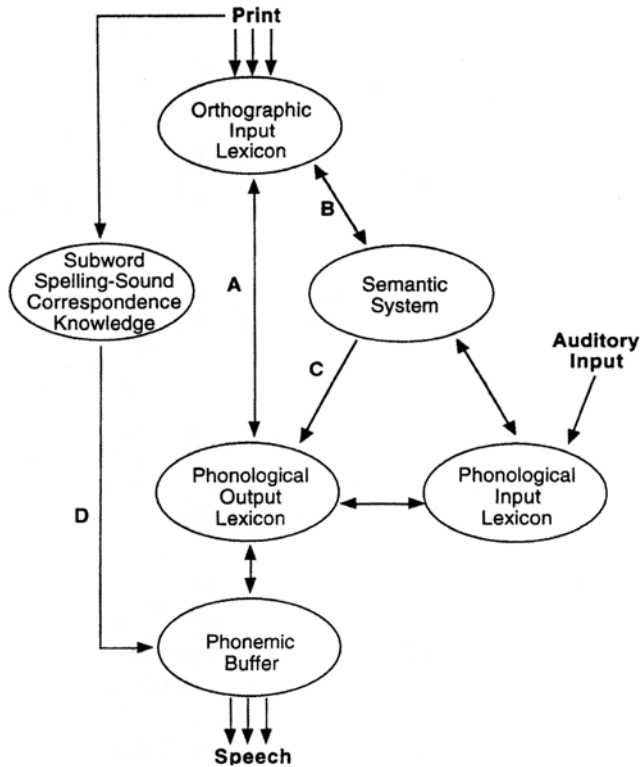 Print
Orthographic
Input
Lexicon
B
Subword
Spelling-Sound
Correspondence
Knowledge
A
Semantic
System
Auditory
Input
C
Phonological
Output
Lexicon
Phonological
Input
Lexicon
D
Phonemic
Buffer
Speech